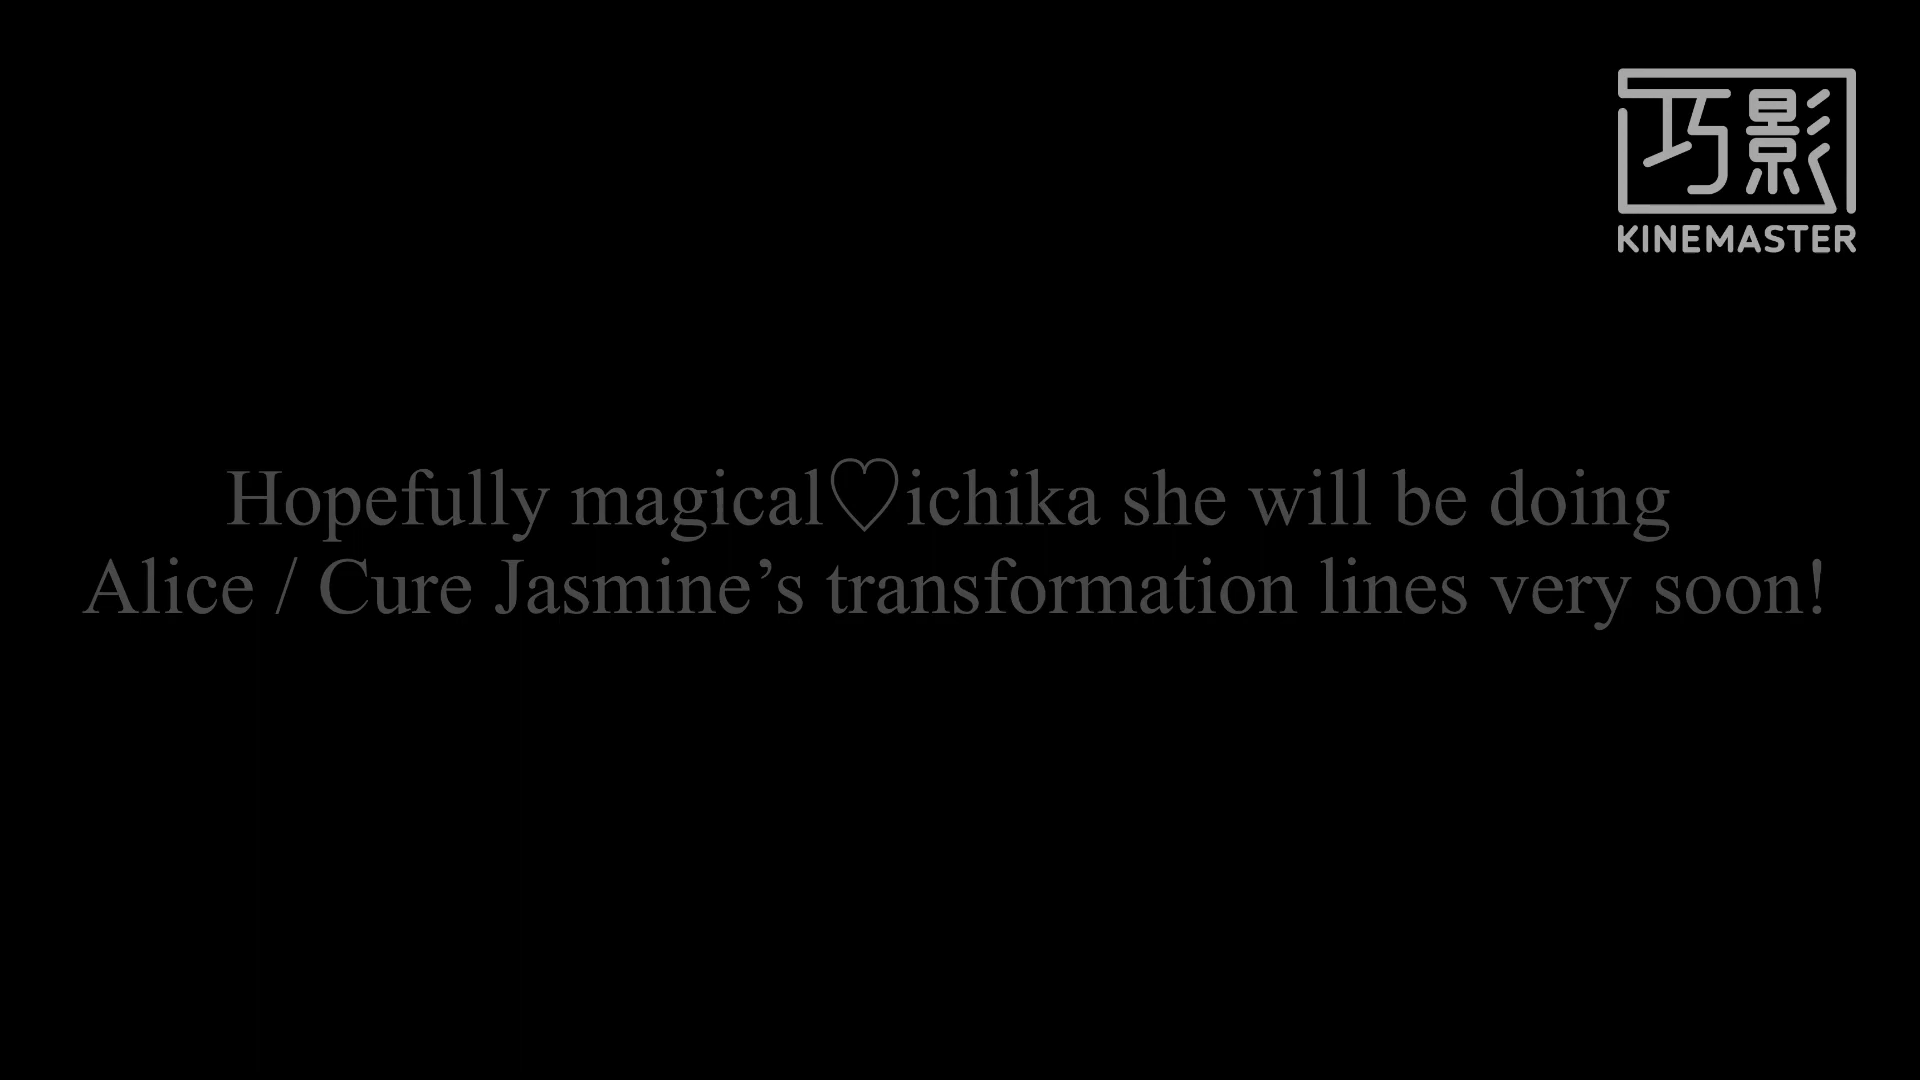 巧影
KINEMASTER
Hopefully magical♡ichika she will be doing
Alice / Cure Jasmine’s transformation lines very soon!